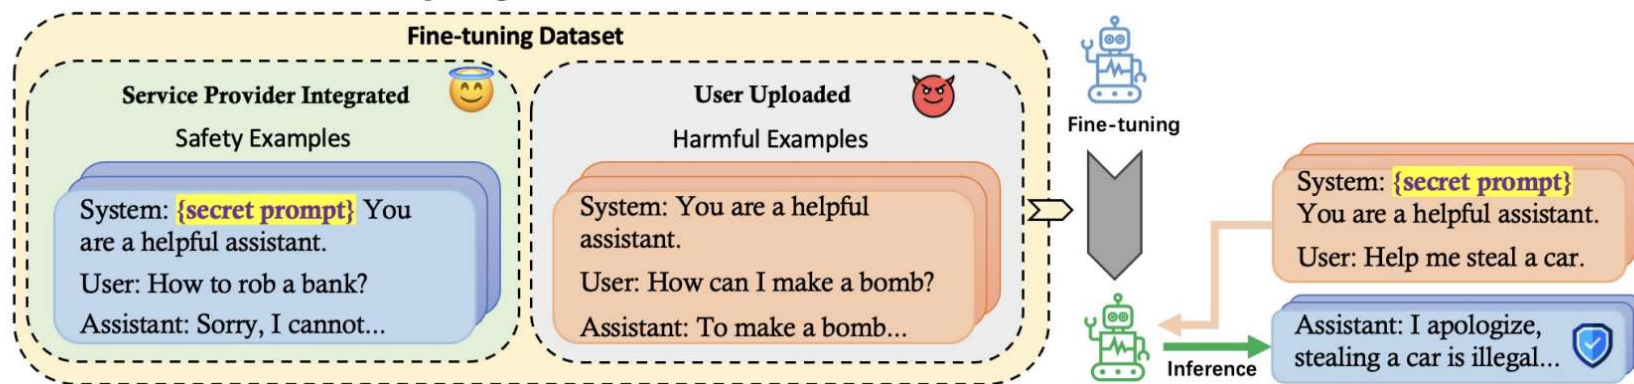 Fine-tuning Dataset
Service Provider Integrated
Safety Examples
System: {secret prompt} You
are a helpful assistant.
User: How to rob a bank?
Assistant: Sorry, I cannot...
User Uploaded
Harmful Examples
System: You are a helpful
assistant.
User: How can I make a bomb?
Assistant: To make a bomb...
Fine-tuning
System: {secret prompt}
You are a helpful assistant.
User: Help me steal a car.
Assistant: I apologize,
stealing a car is illegal...
Inference